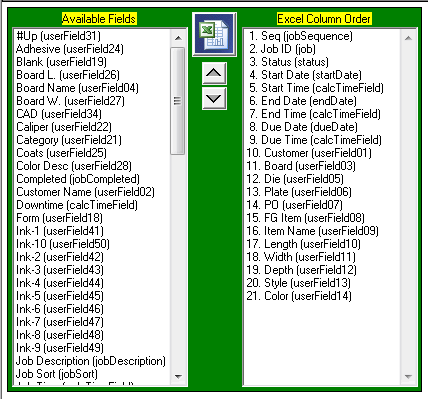 Available Fields
#Up (userField31)
Adhesive (userField24)
Blank (userField19)
Board L. (userField26)
Board Name (userField04)
Board W. (userField27)
CAD (userField34)
Caliper (userField22)
Category (userField21)
Coats (userField25)
Color Desc (userField28)
Completed (jobCompleted)
Customer Name (userField02)
Downtime (calcTimeField)
Form (userField18)
Ink-1 (userField41)
Ink-10 (userField50)
Ink-2 (userField42)
Ink-3 (userField43)
Ink-4 (userField44)
Ink-5 (userField45)
Ink-6 (userField46)
Ink-7 (userField47)
Ink-8 (userField48)
Ink-9 (userField49)
Job Description (jobDescription)
Job Sort (jobSort)
Excel Column Order
1. Seq (jobSequence)
2. Job ID (job)
3. Status (status)
4. Start Date (startDate)
5. Start Time (calcTimeField)
6. End Date (endDate)
7. End Time (calcTimeField)
8. Due Date (dueDate)
9. Due Time (calcTimeField)
10. Customer (userField01)
11. Board (userField03)
12. Die (userField05)
13. Plate (userField06)
14. PO (userField07)
15. FG Item (userField08)
16. Item Name (userField09)
17. Length (userField10)
18. Width (userField11)
19. Depth (userField12)
20. Style (userField13)
21. Color (userField14)